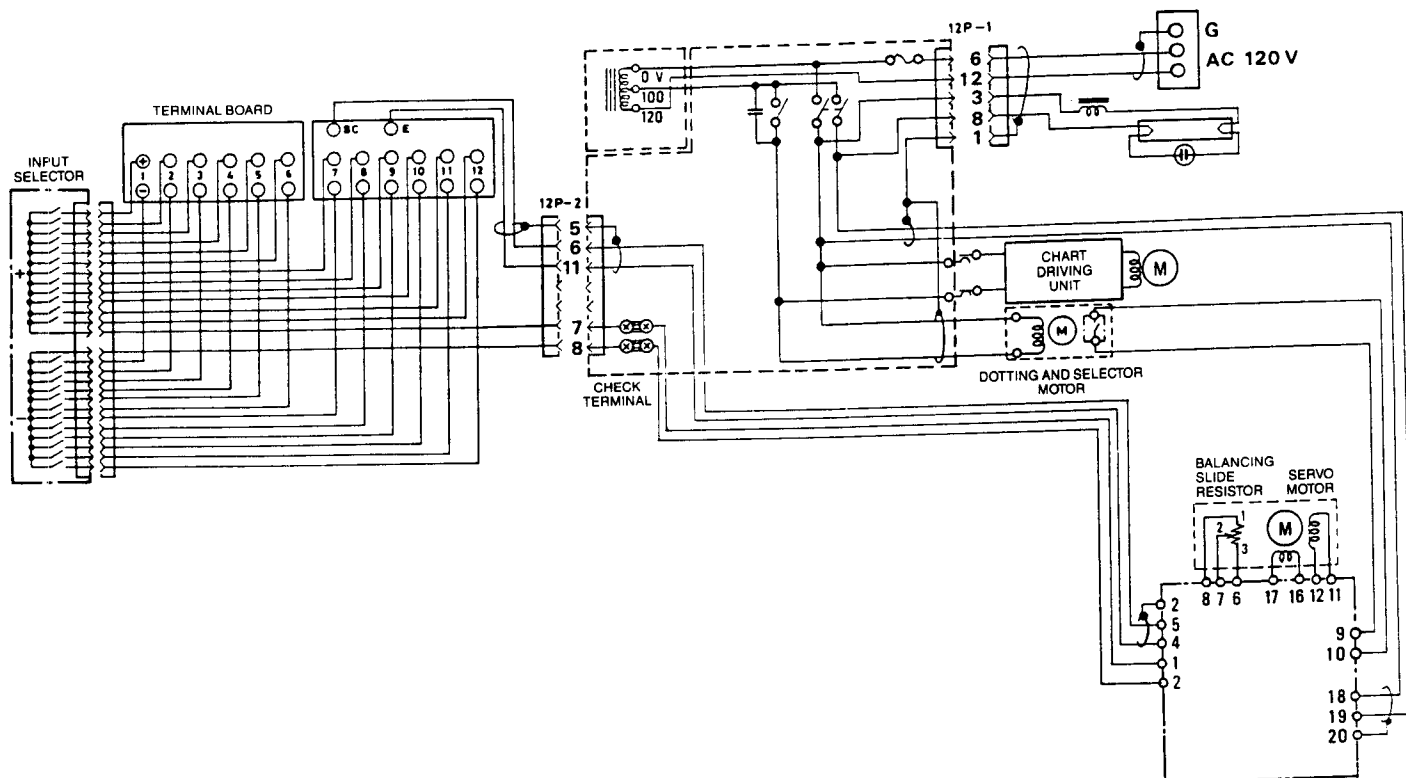 12P-1
G
AC 120 V
6
12
3
8
1
0 V
100
120
TERMINAL BOARD
SC E
INPUT
SELECTOR
1 2 3 4 5 6
7 8 9 10 11 12
+
−
12P-2
5
6
11
7
8
CHECK
TERMINAL
CHART
DRIVING
UNIT
M
M
DOTTING AND SELECTOR
MOTOR
BALANCING
SLIDE
RESISTOR
SERVO
MOTOR
1
2
3
M
8 7 6 17 16 12 11
2
5
4
1
2
9
10
18
19
20